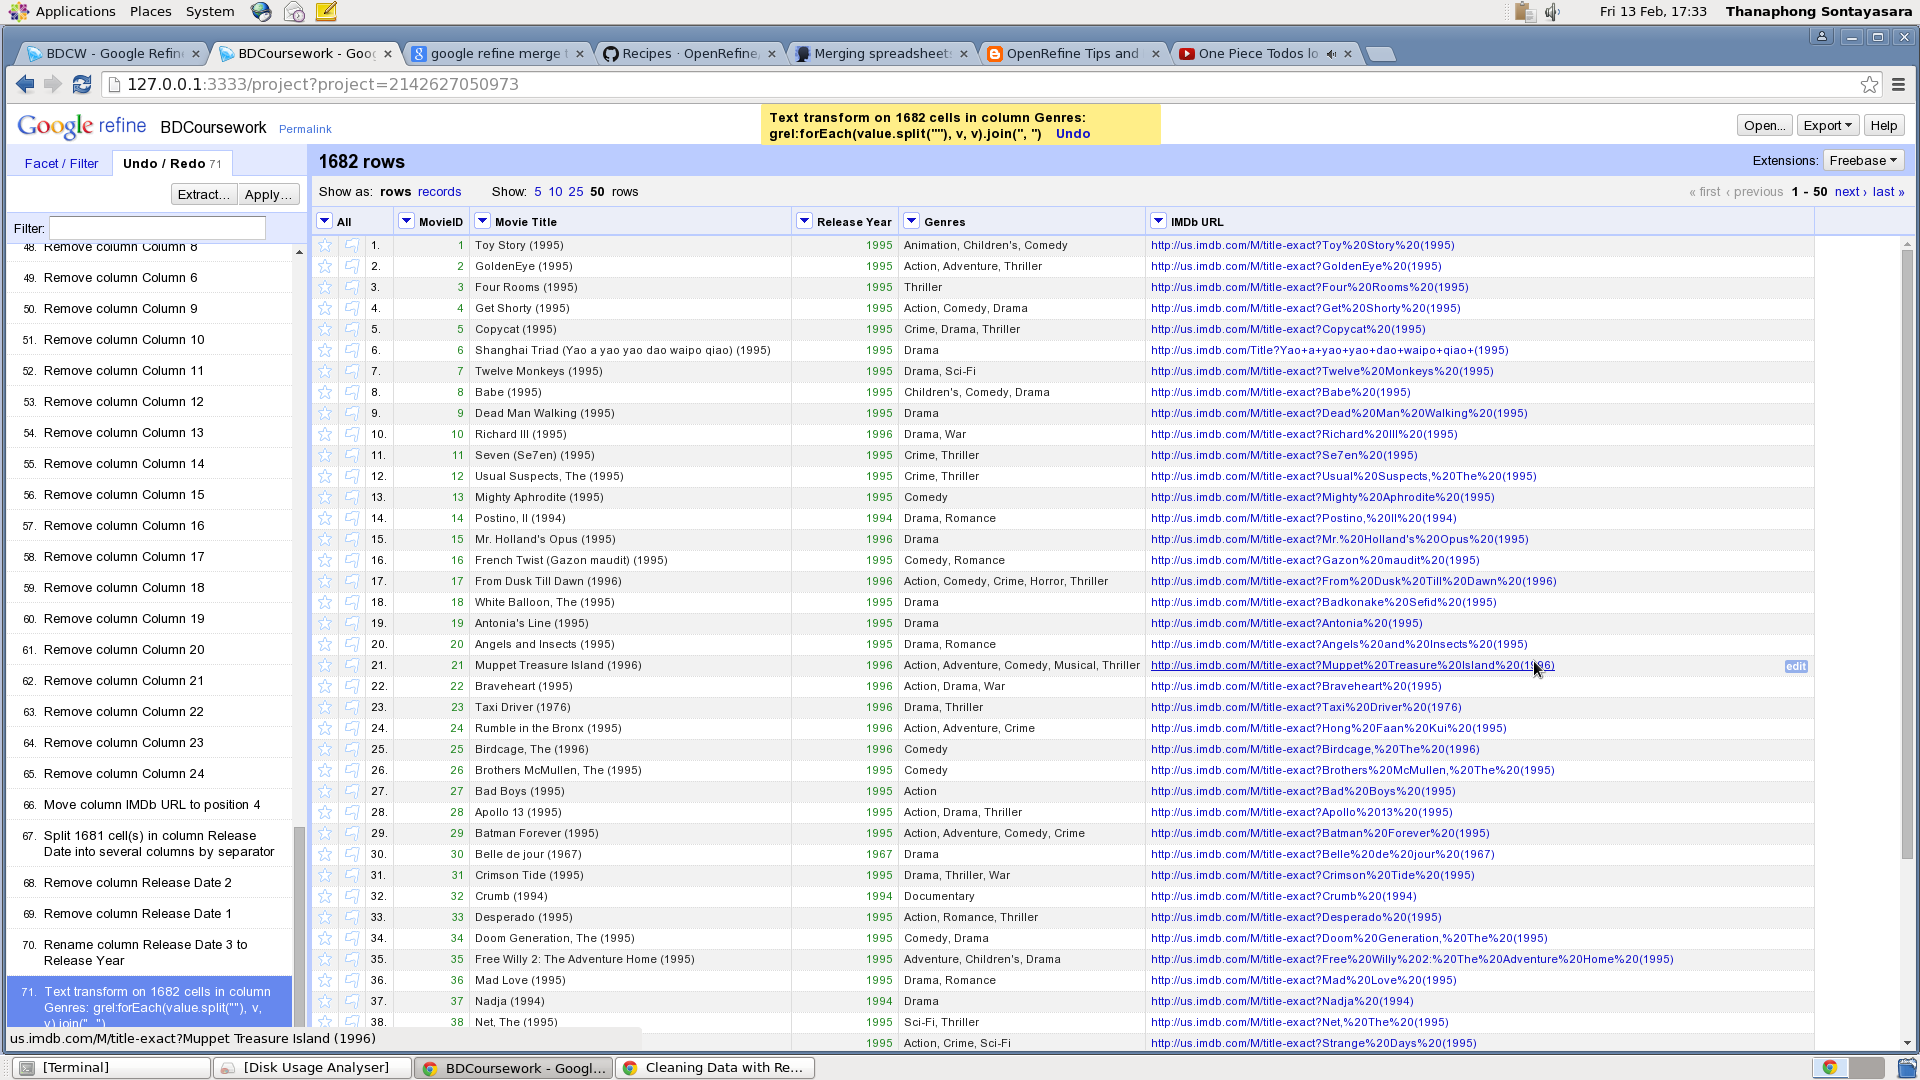 Applications Places System Fri 13 Feb, 17:33 Thanaphong Sontayasara
BDCW - Google Refin BDCoursework - Goog google refine merge t Recipes · OpenRefine Merging spreadsheet OpenRefine Tips and One Piece Todos lo
127.0.0.1:3333/project?project=2142627050973
Google refine BDCoursework Permalink
Text transform on 1682 cells in column Genres:
grel:forEach(value.split(""), v, v).join(", ") Undo
Open... Export Help
Facet / Filter Undo / Redo 71
1682 rows
Extensions: Freebase
Extract... Apply...
Show as: rows records Show: 5 10 25 50 rows « first ‹ previous 1 - 50 next › last »
Filter:
All MovieID Movie Title Release Year Genres IMDb URL
48. Remove column Column 8
49. Remove column Column 6
50. Remove column Column 9
51. Remove column Column 10
52. Remove column Column 11
53. Remove column Column 12
54. Remove column Column 13
55. Remove column Column 14
56. Remove column Column 15
57. Remove column Column 16
58. Remove column Column 17
59. Remove column Column 18
60. Remove column Column 19
61. Remove column Column 20
62. Remove column Column 21
63. Remove column Column 22
64. Remove column Column 23
65. Remove column Column 24
66. Move column IMDb URL to position 4
67. Split 1681 cell(s) in column Release
Date into several columns by separator
68. Remove column Release Date 2
69. Remove column Release Date 1
70. Rename column Release Date 3 to
Release Year
71. Text transform on 1682 cells in column
Genres: grel:forEach(value.split(""), v,
v).join(", ")
1. 1 Toy Story (1995) 1995 Animation, Children's, Comedy http://us.imdb.com/M/title-exact?Toy%20Story%20(1995)
2. 2 GoldenEye (1995) 1995 Action, Adventure, Thriller http://us.imdb.com/M/title-exact?GoldenEye%20(1995)
3. 3 Four Rooms (1995) 1995 Thriller http://us.imdb.com/M/title-exact?Four%20Rooms%20(1995)
4. 4 Get Shorty (1995) 1995 Action, Comedy, Drama http://us.imdb.com/M/title-exact?Get%20Shorty%20(1995)
5. 5 Copycat (1995) 1995 Crime, Drama, Thriller http://us.imdb.com/M/title-exact?Copycat%20(1995)
6. 6 Shanghai Triad (Yao a yao yao dao waipo qiao) (1995) 1995 Drama http://us.imdb.com/Title?Yao+a+yao+yao+dao+waipo+qiao+(1995)
7. 7 Twelve Monkeys (1995) 1995 Drama, Sci-Fi http://us.imdb.com/M/title-exact?Twelve%20Monkeys%20(1995)
8. 8 Babe (1995) 1995 Children's, Comedy, Drama http://us.imdb.com/M/title-exact?Babe%20(1995)
9. 9 Dead Man Walking (1995) 1995 Drama http://us.imdb.com/M/title-exact?Dead%20Man%20Walking%20(1995)
10. 10 Richard III (1995) 1996 Drama, War http://us.imdb.com/M/title-exact?Richard%20III%20(1995)
11. 11 Seven (Se7en) (1995) 1995 Crime, Thriller http://us.imdb.com/M/title-exact?Se7en%20(1995)
12. 12 Usual Suspects, The (1995) 1995 Crime, Thriller http://us.imdb.com/M/title-exact?Usual%20Suspects,%20The%20(1995)
13. 13 Mighty Aphrodite (1995) 1995 Comedy http://us.imdb.com/M/title-exact?Mighty%20Aphrodite%20(1995)
14. 14 Postino, Il (1994) 1994 Drama, Romance http://us.imdb.com/M/title-exact?Postino,%20Il%20(1994)
15. 15 Mr. Holland's Opus (1995) 1996 Drama http://us.imdb.com/M/title-exact?Mr.%20Holland's%20Opus%20(1995)
16. 16 French Twist (Gazon maudit) (1995) 1995 Comedy, Romance http://us.imdb.com/M/title-exact?Gazon%20maudit%20(1995)
17. 17 From Dusk Till Dawn (1996) 1996 Action, Comedy, Crime, Horror, Thriller http://us.imdb.com/M/title-exact?From%20Dusk%20Till%20Dawn%20(1996)
18. 18 White Balloon, The (1995) 1995 Drama http://us.imdb.com/M/title-exact?Badkonake%20Sefid%20(1995)
19. 19 Antonia's Line (1995) 1995 Drama http://us.imdb.com/M/title-exact?Antonia%20(1995)
20. 20 Angels and Insects (1995) 1995 Drama, Romance http://us.imdb.com/M/title-exact?Angels%20and%20Insects%20(1995)
21. 21 Muppet Treasure Island (1996) 1996 Action, Adventure, Comedy, Musical, Thriller http://us.imdb.com/M/title-exact?Muppet%20Treasure%20Island%20(1996) edit
22. 22 Braveheart (1995) 1996 Action, Drama, War http://us.imdb.com/M/title-exact?Braveheart%20(1995)
23. 23 Taxi Driver (1976) 1996 Drama, Thriller http://us.imdb.com/M/title-exact?Taxi%20Driver%20(1976)
24. 24 Rumble in the Bronx (1995) 1996 Action, Adventure, Crime http://us.imdb.com/M/title-exact?Hong%20Faan%20Kui%20(1995)
25. 25 Birdcage, The (1996) 1996 Comedy http://us.imdb.com/M/title-exact?Birdcage,%20The%20(1996)
26. 26 Brothers McMullen, The (1995) 1995 Comedy http://us.imdb.com/M/title-exact?Brothers%20McMullen,%20The%20(1995)
27. 27 Bad Boys (1995) 1995 Action http://us.imdb.com/M/title-exact?Bad%20Boys%20(1995)
28. 28 Apollo 13 (1995) 1995 Action, Drama, Thriller http://us.imdb.com/M/title-exact?Apollo%2013%20(1995)
29. 29 Batman Forever (1995) 1995 Action, Adventure, Comedy, Crime http://us.imdb.com/M/title-exact?Batman%20Forever%20(1995)
30. 30 Belle de jour (1967) 1967 Drama http://us.imdb.com/M/title-exact?Belle%20de%20jour%20(1967)
31. 31 Crimson Tide (1995) 1995 Drama, Thriller, War http://us.imdb.com/M/title-exact?Crimson%20Tide%20(1995)
32. 32 Crumb (1994) 1994 Documentary http://us.imdb.com/M/title-exact?Crumb%20(1994)
33. 33 Desperado (1995) 1995 Action, Romance, Thriller http://us.imdb.com/M/title-exact?Desperado%20(1995)
34. 34 Doom Generation, The (1995) 1995 Comedy, Drama http://us.imdb.com/M/title-exact?Doom%20Generation,%20The%20(1995)
35. 35 Free Willy 2: The Adventure Home (1995) 1995 Adventure, Children's, Drama http://us.imdb.com/M/title-exact?Free%20Willy%202:%20The%20Adventure%20Home%20(1995)
36. 36 Mad Love (1995) 1995 Drama, Romance http://us.imdb.com/M/title-exact?Mad%20Love%20(1995)
37. 37 Nadja (1994) 1994 Drama http://us.imdb.com/M/title-exact?Nadja%20(1994)
38. 38 Net, The (1995) 1995 Sci-Fi, Thriller http://us.imdb.com/M/title-exact?Net,%20The%20(1995)
1995 Action, Crime, Sci-Fi http://us.imdb.com/M/title-exact?Strange%20Days%20(1995)
us.imdb.com/M/title-exact?Muppet Treasure Island (1996)
[Terminal] [Disk Usage Analyser] BDCoursework - Googl... Cleaning Data with Re...